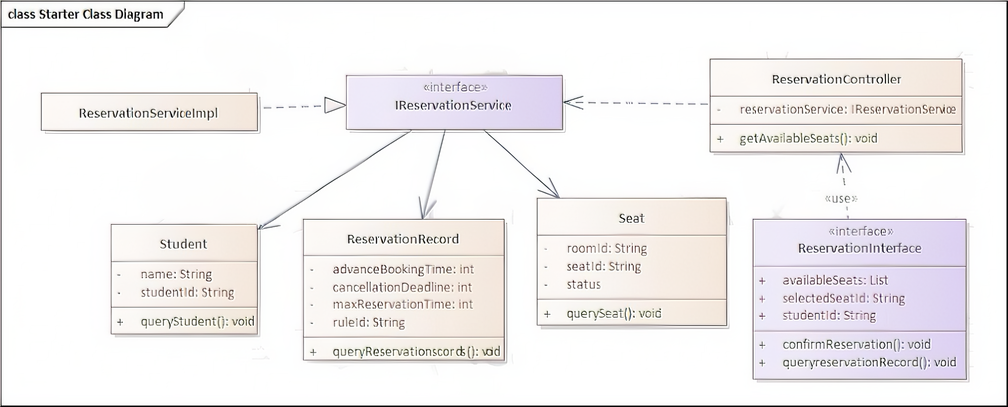 class Starter Class Diagram
ReservationServiceImpl
«interface»
IReservationService
ReservationController
- reservationService: IReservationService
+ getAvailableSeats(): void
«use»
Student
- name: String
- studentId: String
+ queryStudent(): void
ReservationRecord
- advanceBookingTime: int
- cancellationDeadline: int
- maxReservationTime: int
- ruleId: String
+ queryReservationscords(): void
Seat
- roomId: String
- seatId: String
- status
+ querySeat(): void
«interface»
ReservationInterface
+ availableSeats: List
+ selectedSeatId: String
+ studentId: String
+ confirmReservation(): void
+ queryreservationRecord(): void